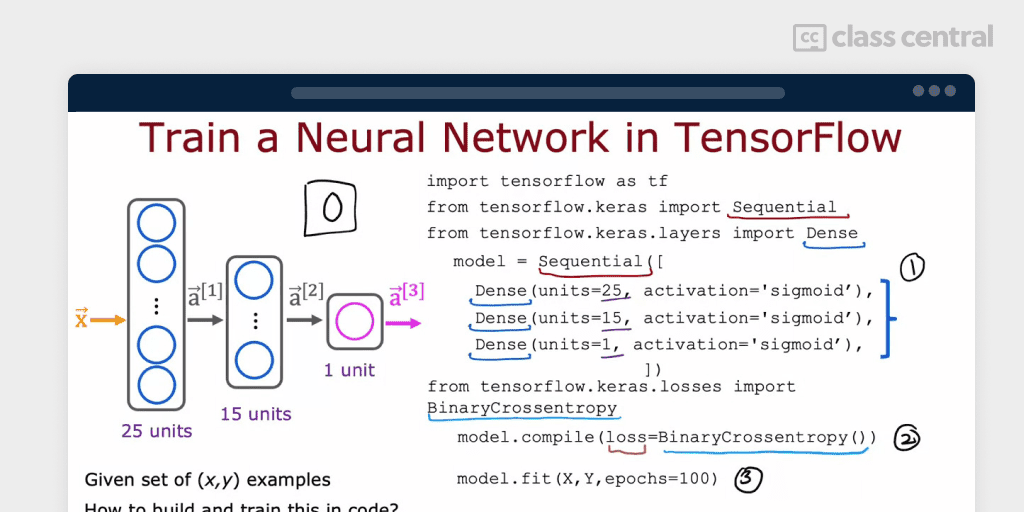 cc class central
Train a Neural Network in TensorFlow
0
x
a[1]
a[2]
a[3]
25 units
15 units
1 unit
Given set of (x,y) examples
How to build and train this in code?
import tensorflow as tf
from tensorflow.keras import Sequential
from tensorflow.keras.layers import Dense
model = Sequential([
Dense(units=25, activation='sigmoid’),
Dense(units=15, activation='sigmoid’),
Dense(units=1, activation='sigmoid’),
])
1
from tensorflow.keras.losses import
BinaryCrossentropy
model.compile(loss=BinaryCrossentropy()) 2
model.fit(X,Y,epochs=100) 3